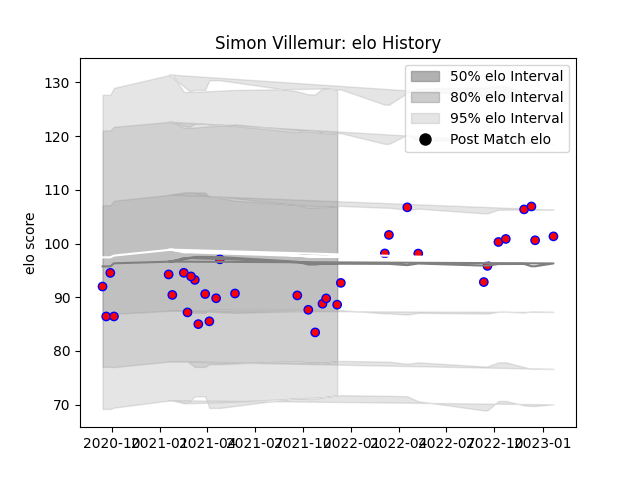 Simon Villemur: elo History
50% elo Interval
80% elo Interval
95% elo Interval
Post Match elo
elo score
130
120
110
100
90
80
70
2020-10 2021-01 2021-04 2021-07 2021-10 2022-01 2022-04 2022-07 2022-10 2023-01